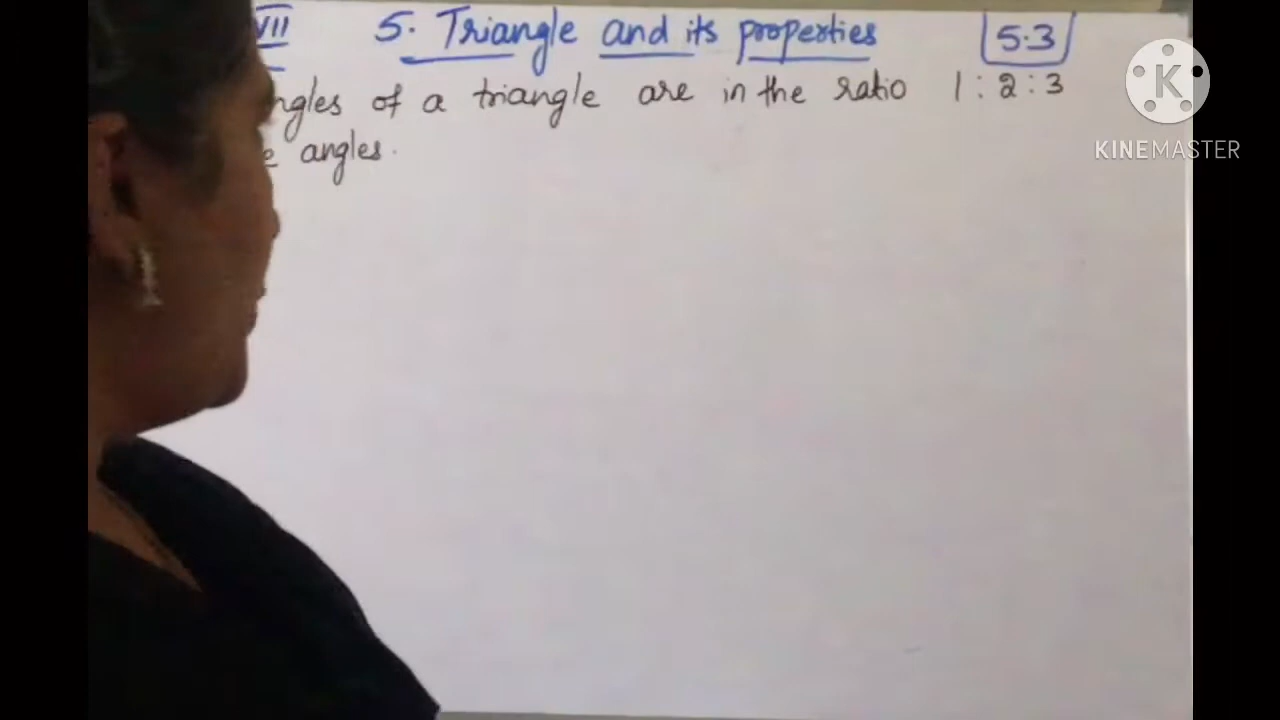 VII 5. Triangle and its properties 5.3
ngles of a triangle are in the ratio 1:2:3
e angles.
K
KINEMASTER